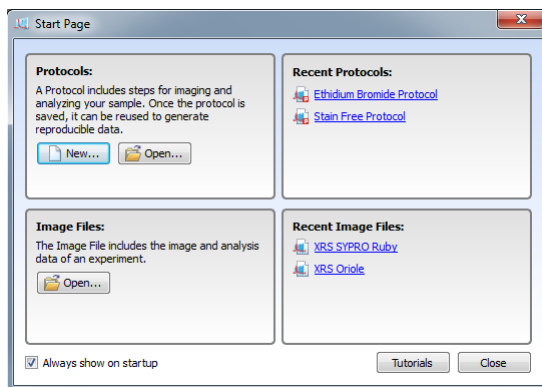 Start Page
Protocols:
A Protocol includes steps for imaging and
analyzing your sample. Once the protocol is
saved, it can be reused to generate
reproducible data.
New...
Open...
Recent Protocols:
Ethidium Bromide Protocol
Stain Free Protocol
Image Files:
The Image File includes the image and analysis
data of an experiment.
Open...
Recent Image Files:
XRS SYPRO Ruby
XRS Oriole
Always show on startup
Tutorials
Close